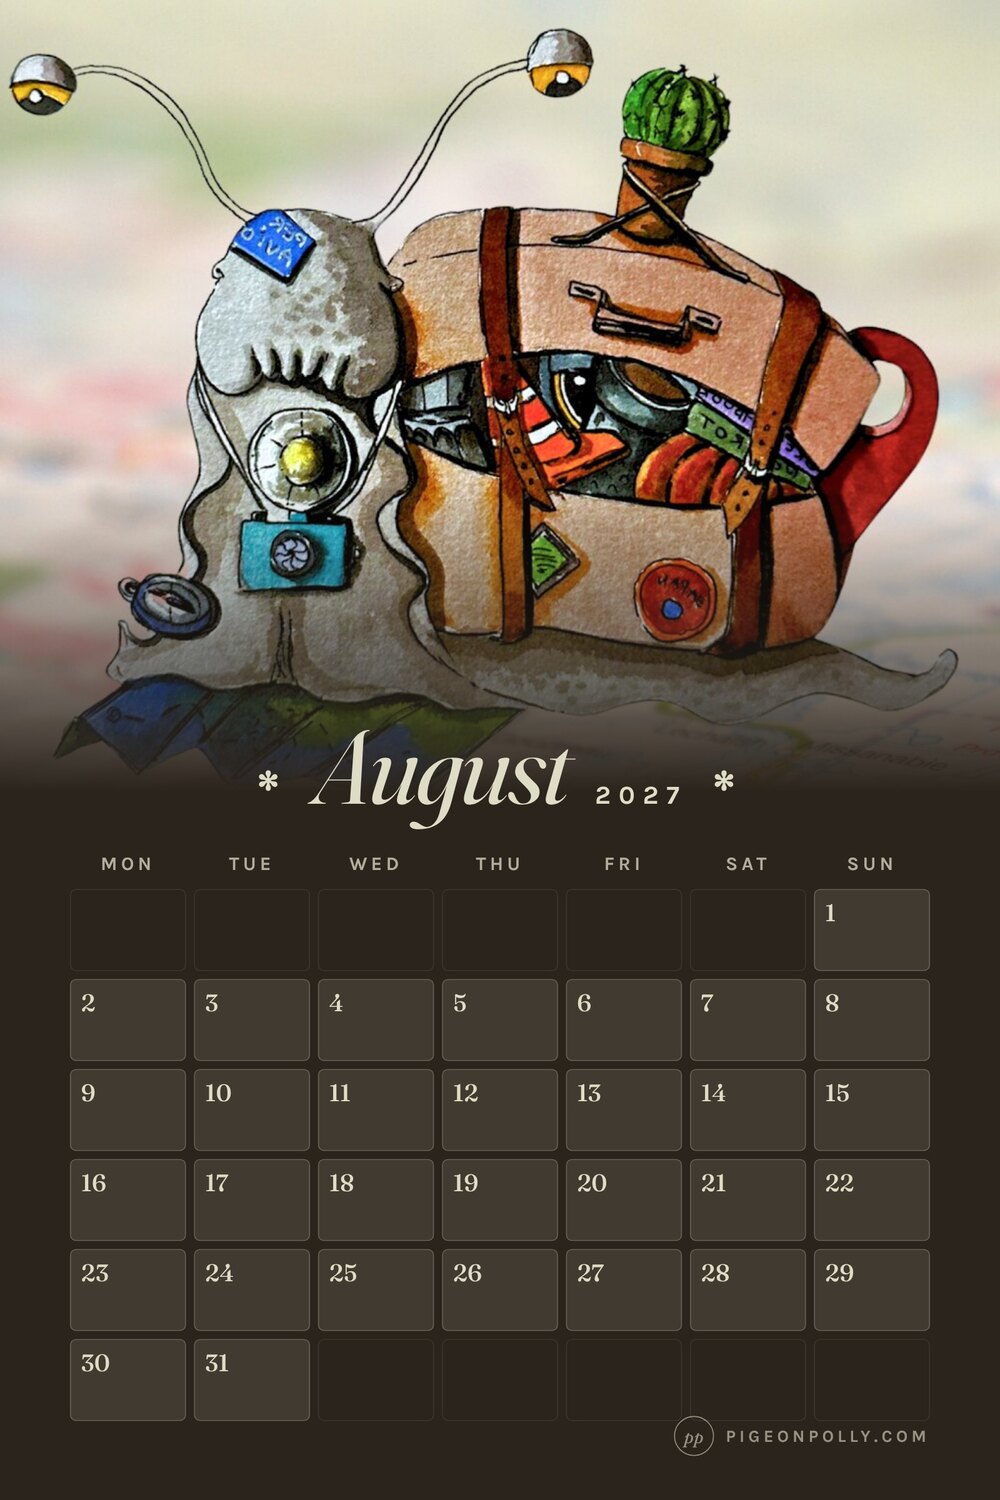 August 2027
MON TUE WED THU FRI SAT SUN
1
2 3 4 5 6 7 8
9 10 11 12 13 14 15
16 17 18 19 20 21 22
23 24 25 26 27 28 29
30 31
pp PIGEONPOLLY.COM